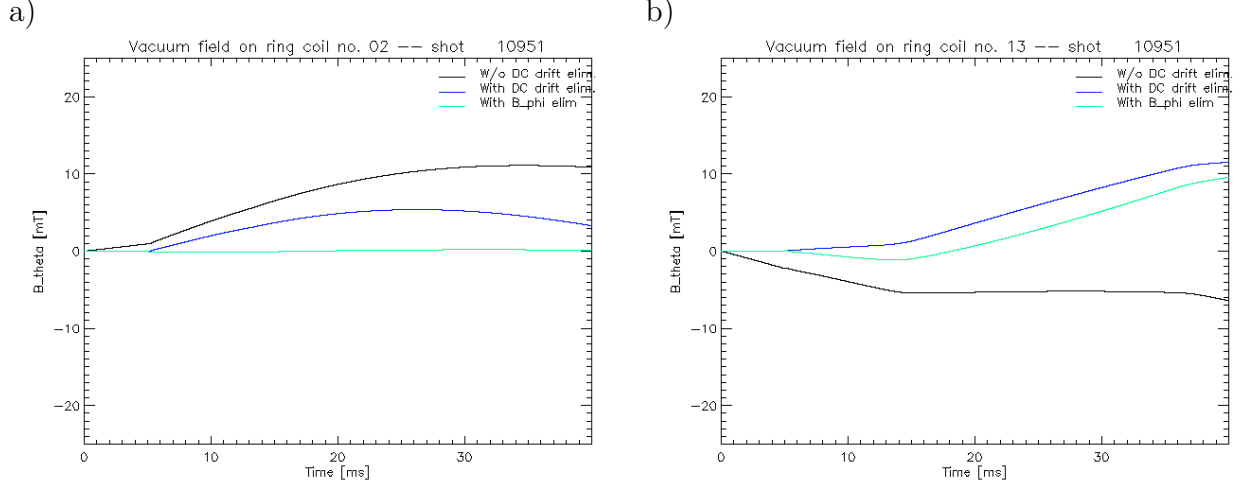 a)
Vacuum field on ring coil no. 02 -- shot 10951
W/o DC drift elim.
With DC drift elim.
With B_phi elim
20
10
0
-10
-20
B_theta [mT]
0 10 20 30
Time [ms]
b)
Vacuum field on ring coil no. 13 -- shot 10951
W/o DC drift elim.
With DC drift elim.
With B_phi elim
20
10
0
-10
-20
B_theta [mT]
0 10 20 30
Time [ms]